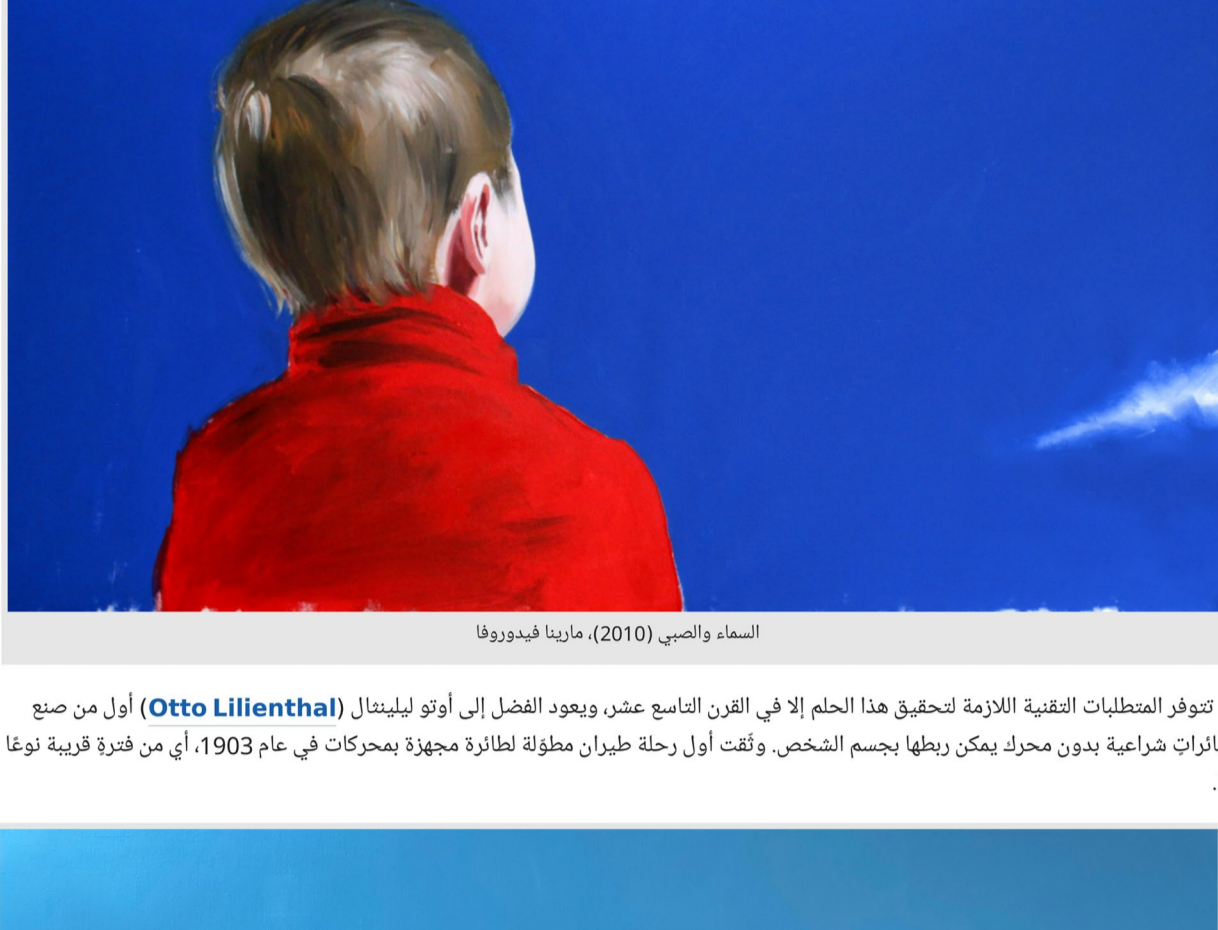 السماء والصبي (2010)، مارينا فيدوروفا
تتوفر المتطلبات التقنية اللازمة لتحقيق هذا الحلم إلا في القرن التاسع عشر، ويعود الفضل إلى أوتو ليلينثال (Otto Lilienthal) أول من صنع
ائراتٍ شراعية بدون محرك يمكن ربطها بجسم الشخص. وثّقت أول رحلة طيران مطوّلة لطائرة مجهزة بمحركات في عام 1903، أي من فترةٍ قريبة نوعًا
.